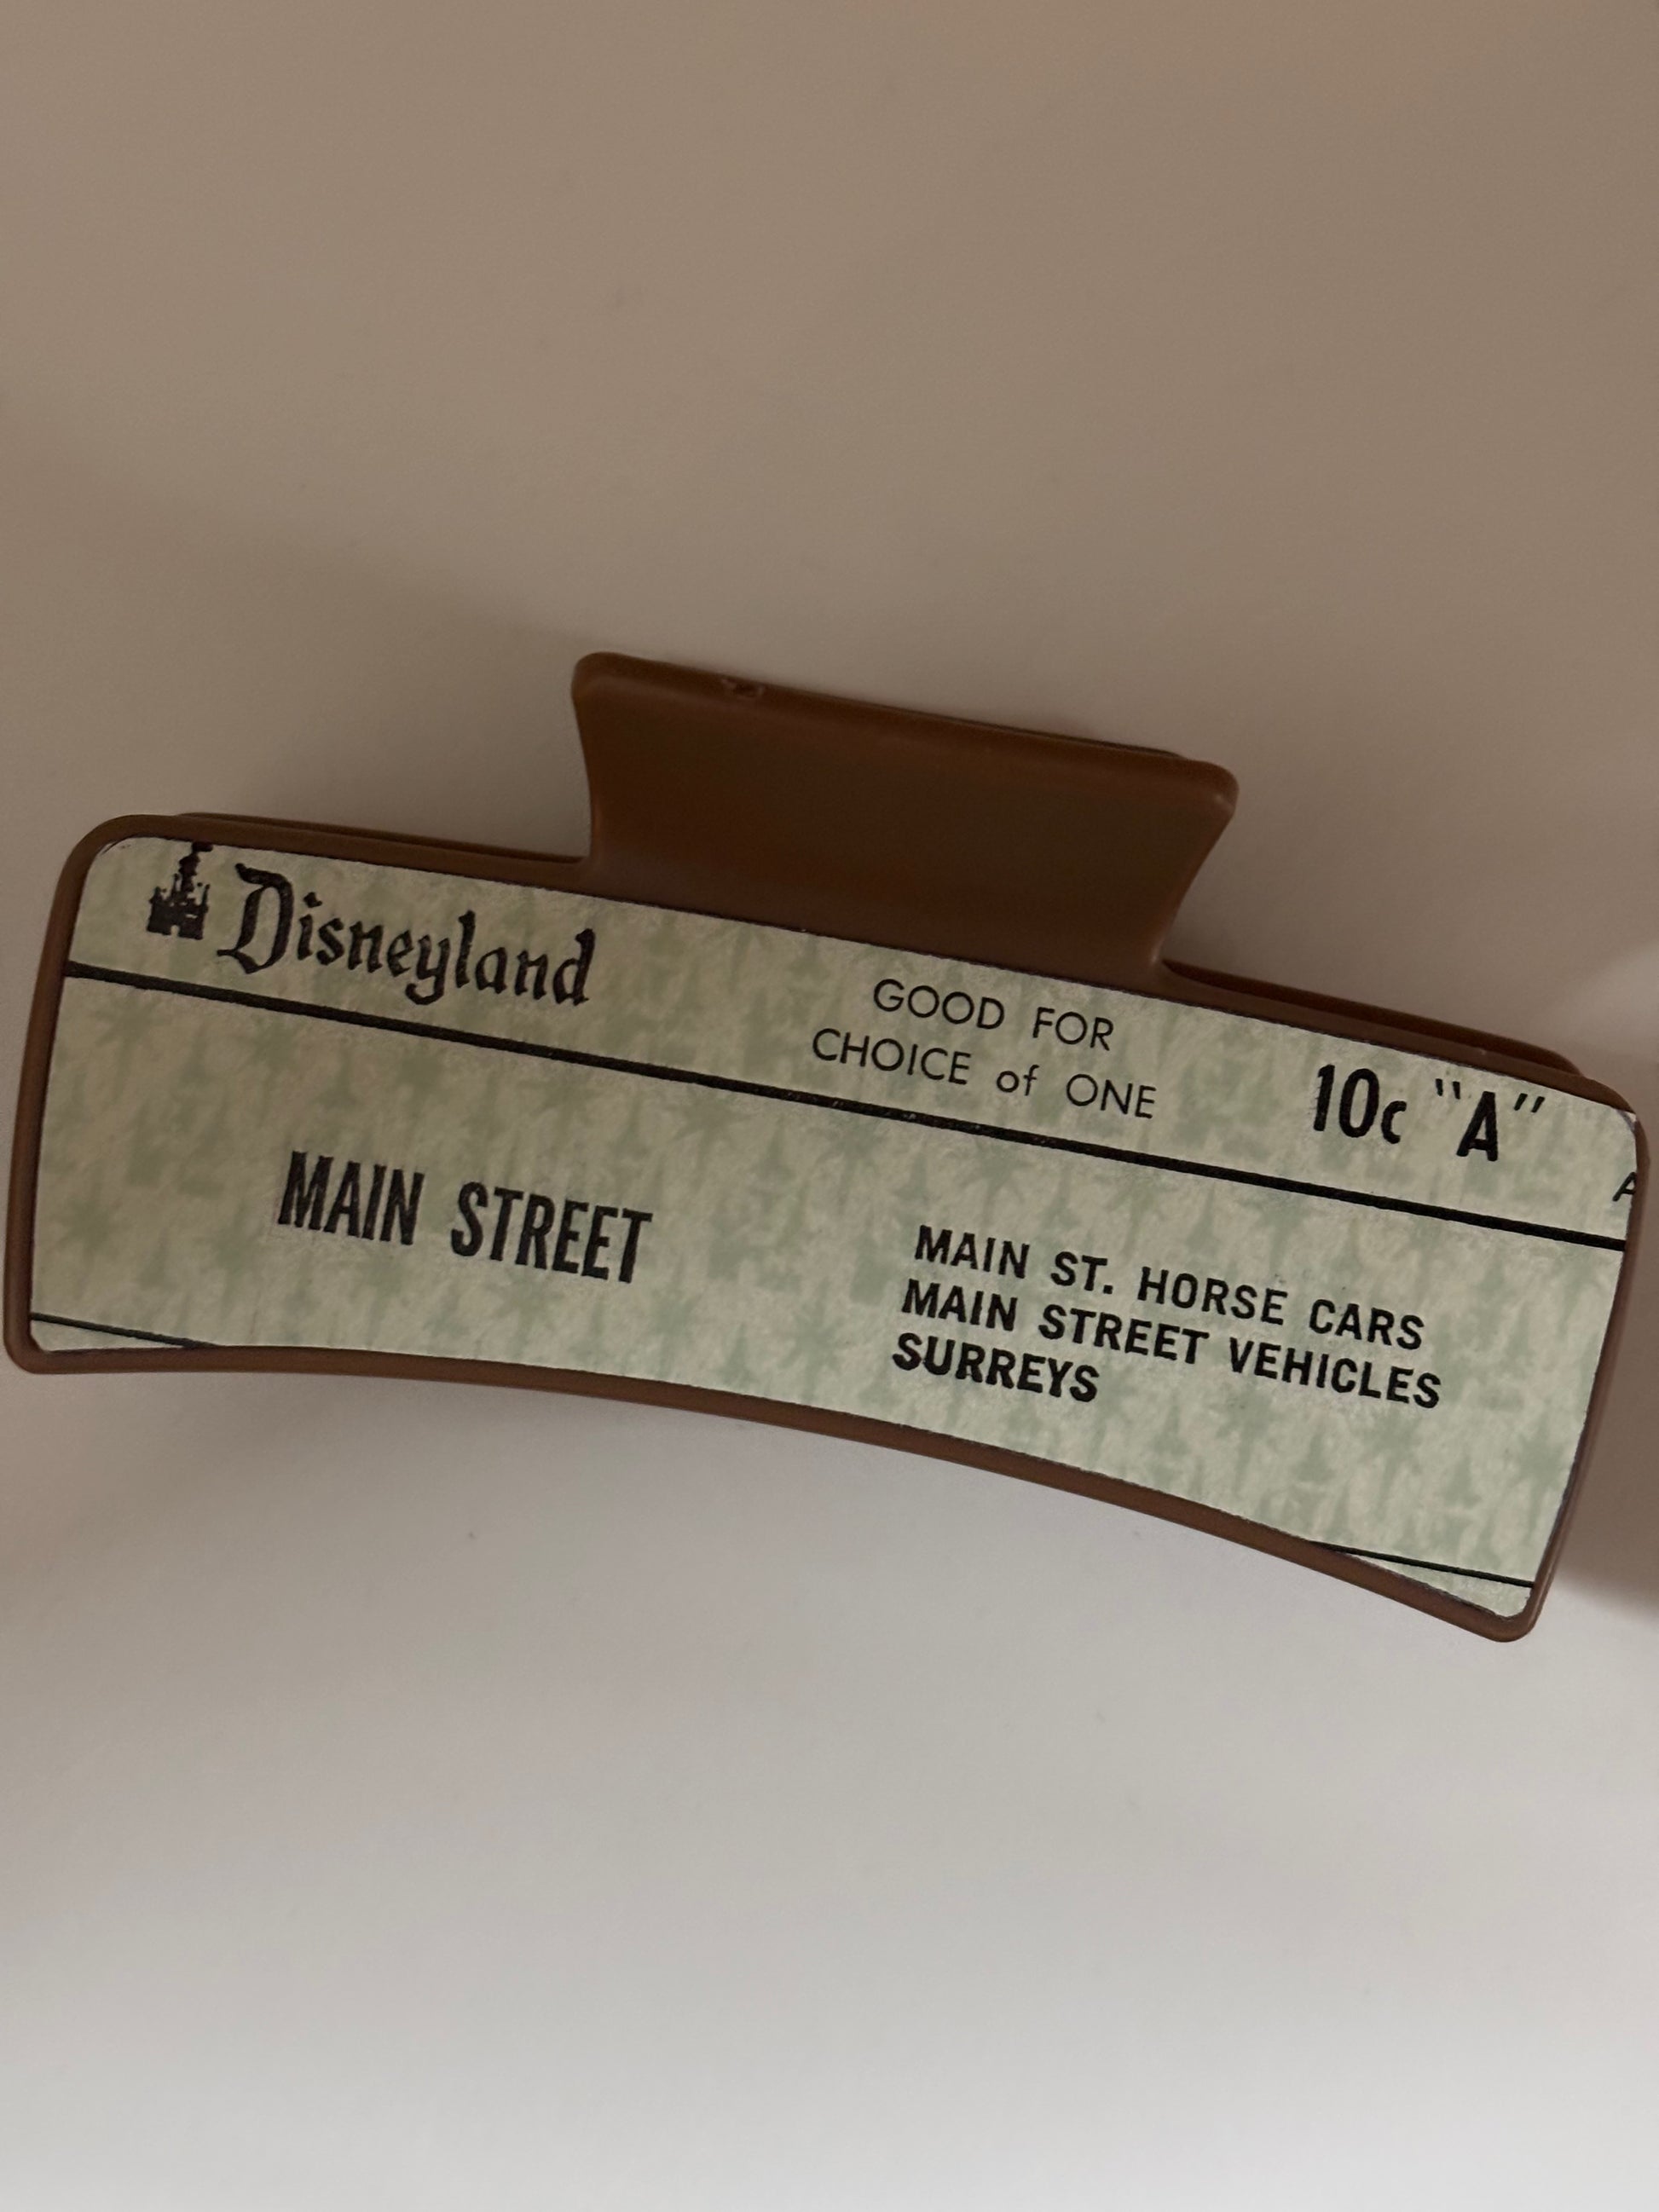 Disneyland
GOOD FOR
CHOICE of ONE
10c "A"
A
MAIN STREET
MAIN ST. HORSE CARS
MAIN STREET VEHICLES
SURREYS